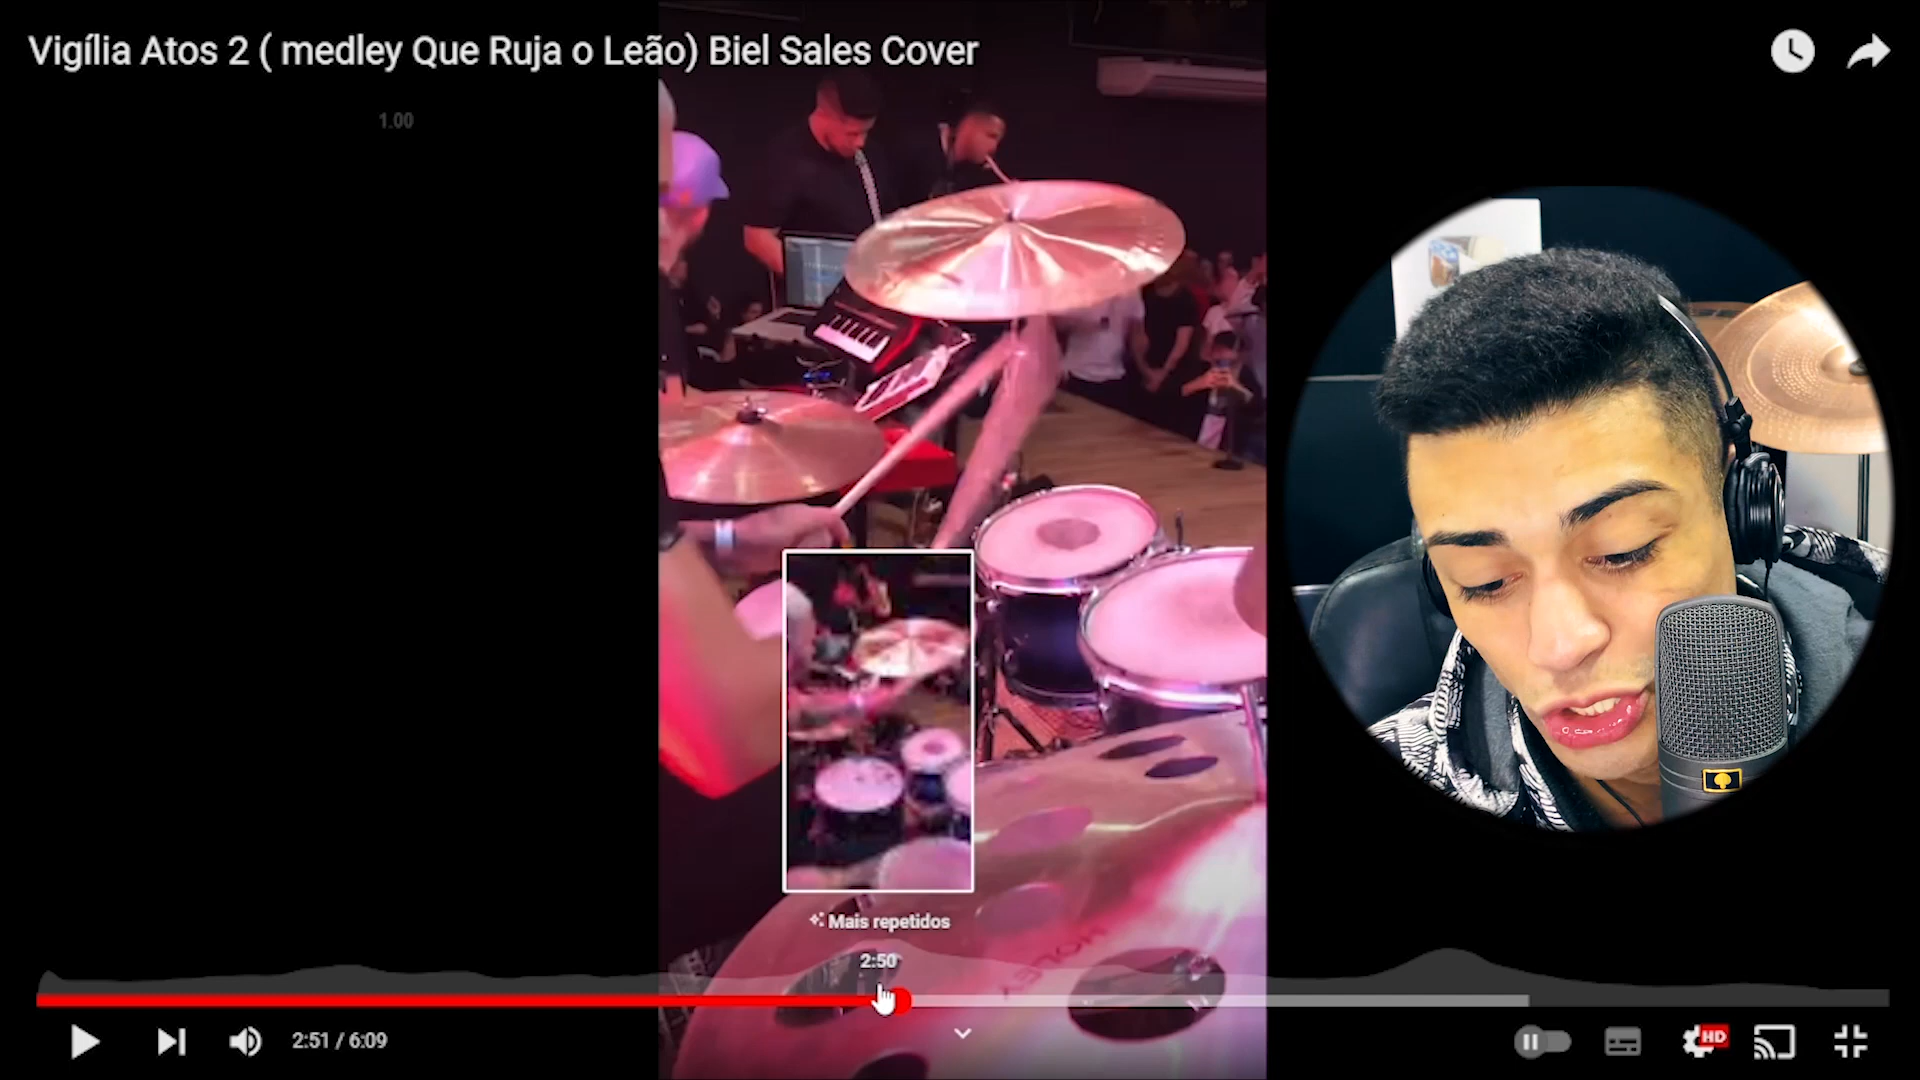 Vigília Atos 2 ( medley Que Ruja o Leão) Biel Sales Cover
1.00
Mais repetidos
2:50
2:51 / 6:09
HD